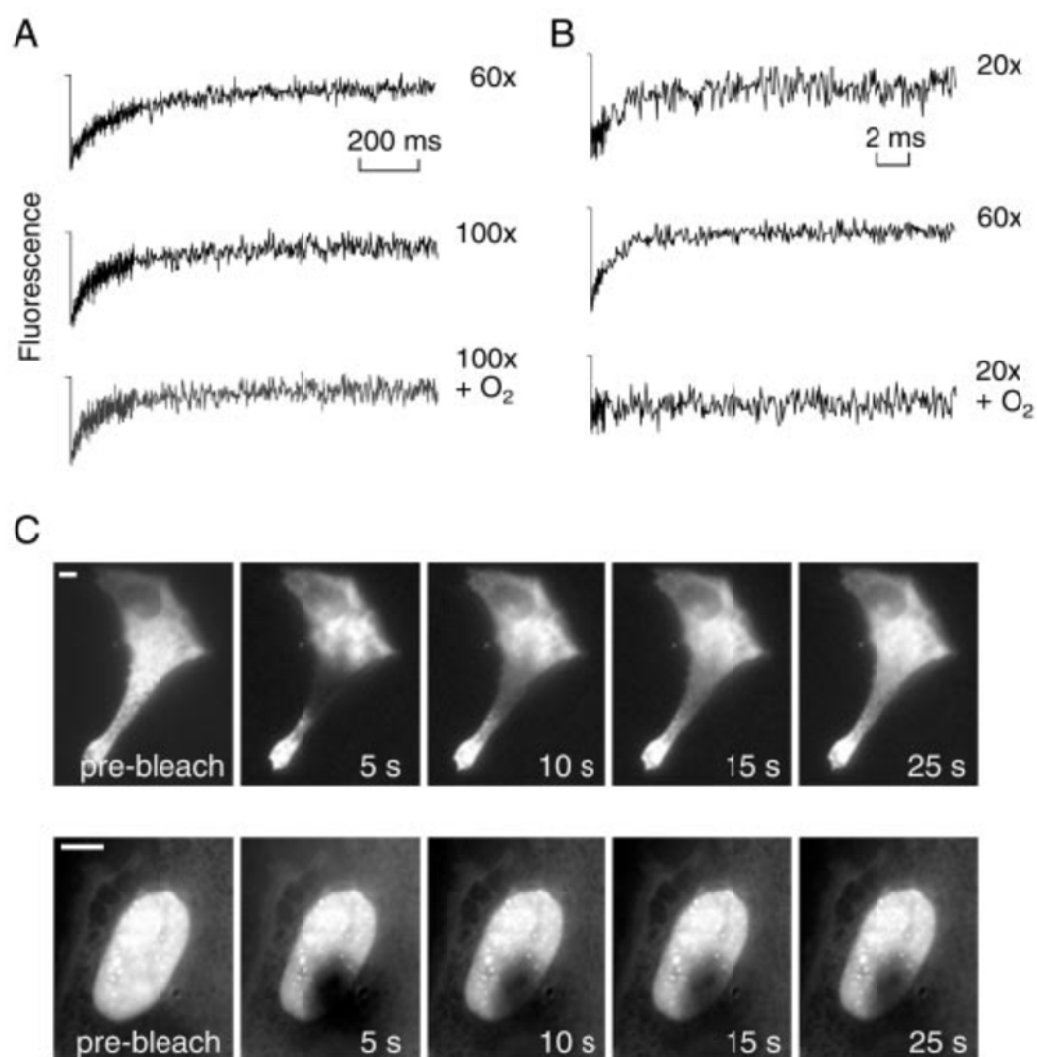 A
B
60x
20x
200 ms
2 ms
Fluorescence
100x
60x
100x
+ O₂
20x
+ O₂
C
pre-bleach
5 s
10 s
15 s
25 s
pre-bleach
5 s
10 s
15 s
25 s